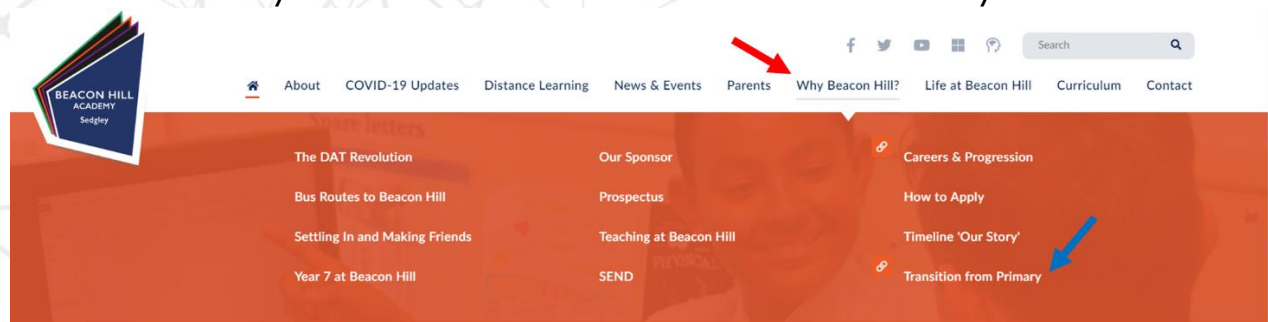 Search
BEACON HILL
ACADEMY
Sedgley
About COVID-19 Updates Distance Learning News & Events Parents Why Beacon Hill? Life at Beacon Hill Curriculum Contact
Spare letters
The DAT Revolution Our Sponsor Careers & Progression
Bus Routes to Beacon Hill Prospectus How to Apply
Settling In and Making Friends Teaching at Beacon Hill Timeline 'Our Story'
PHYSICAL
Year 7 at Beacon Hill SEND Transition from Primary